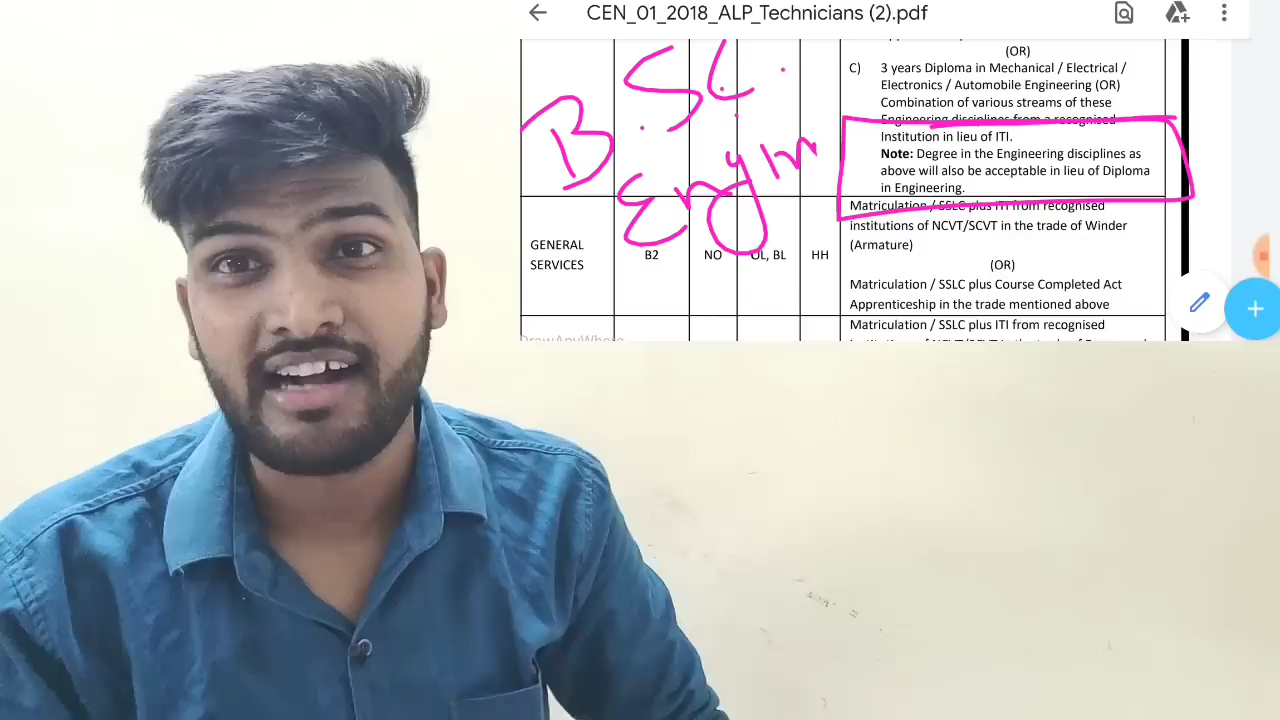 CEN_01_2018_ALP_Technicians (2).pdf
(OR)
C) 3 years Diploma in Mechanical / Electrical /
Electronics / Automobile Engineering (OR)
Combination of various streams of these
Engineering disciplines from a recognised
Institution in lieu of ITI.
Note: Degree in the Engineering disciplines as
above will also be acceptable in lieu of Diploma
in Engineering.
B. SC.
Engin
GENERAL
SERVICES
B2
NO
OL, BL
HH
Matriculation / SSLC plus ITI from recognised
institutions of NCVT/SCVT in the trade of Winder
(Armature)
(OR)
Matriculation / SSLC plus Course Completed Act
Apprenticeship in the trade mentioned above
Matriculation / SSLC plus ITI from recognised
DrawAnyWhere